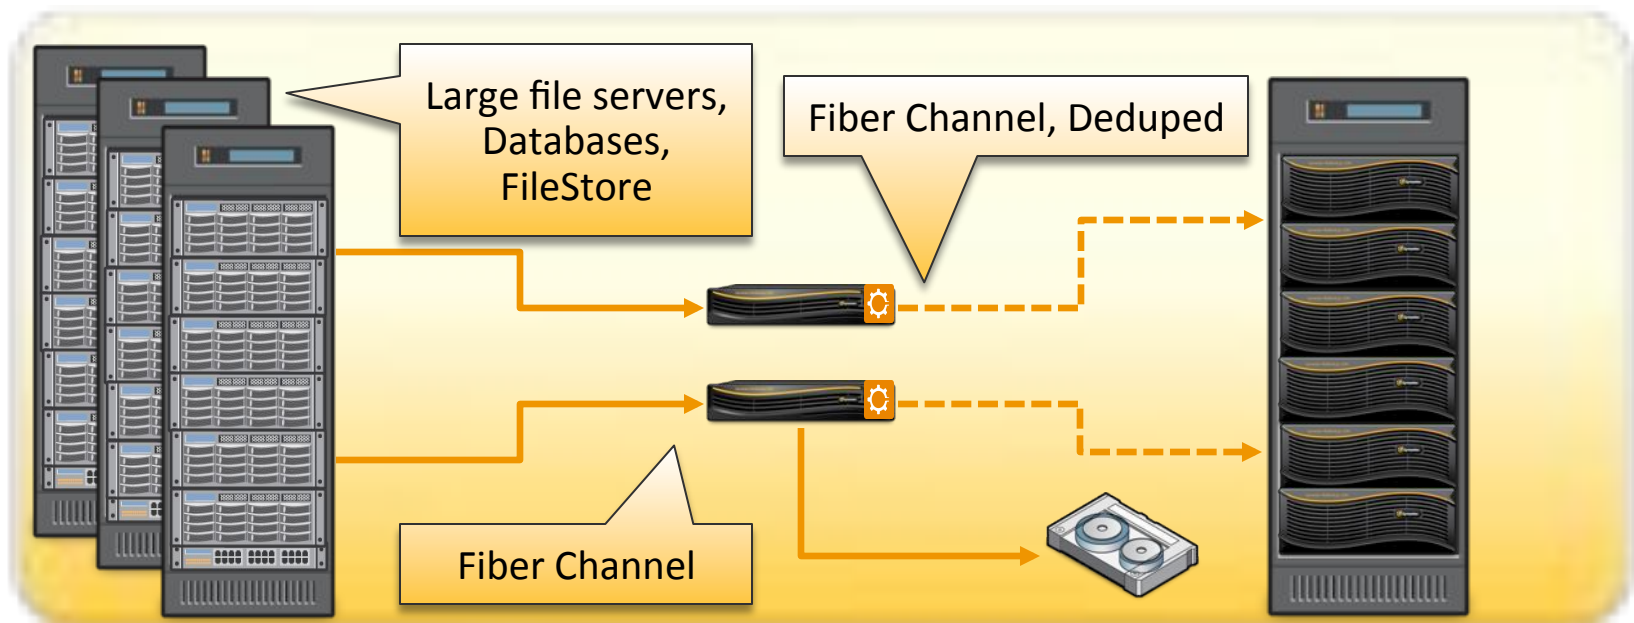 Large file servers,
Databases,
FileStore
Fiber Channel, Deduped
Fiber Channel